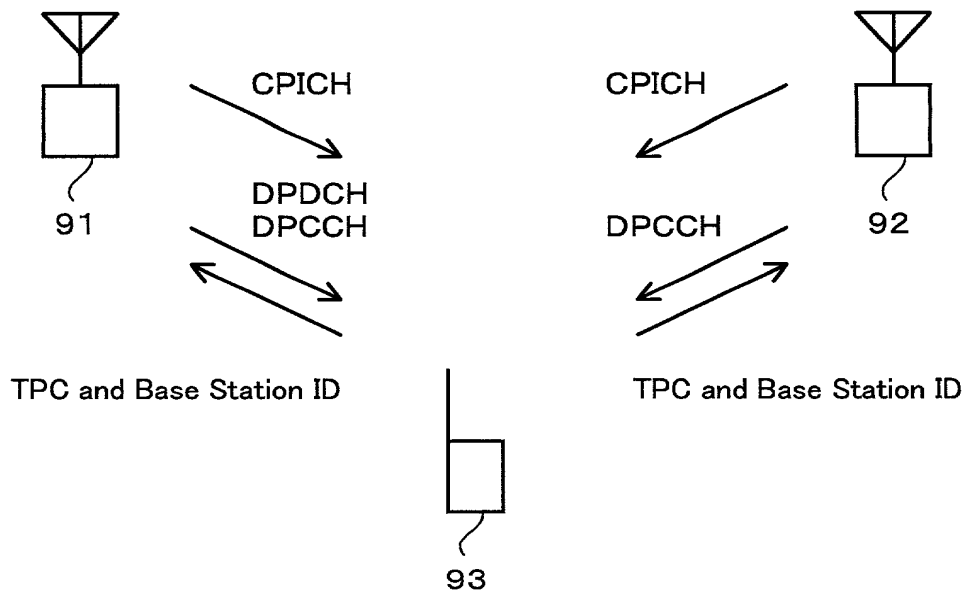 CPICH
CPICH
91
92
DPDCH
DPCCH
DPCCH
TPC and Base Station ID
TPC and Base Station ID
93